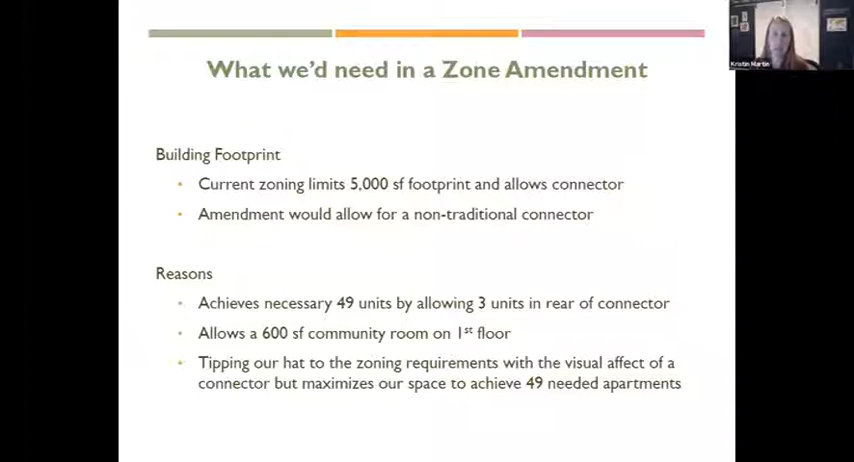 What we'd need in a Zone Amendment
Kristin Martin
Building Footprint
• Current zoning limits 5,000 sf footprint and allows connector
• Amendment would allow for a non-traditional connector
Reasons
• Achieves necessary 49 units by allowing 3 units in rear of connector
• Allows a 600 sf community room on 1st floor
• Tipping our hat to the zoning requirements with the visual affect of a
connector but maximizes our space to achieve 49 needed apartments